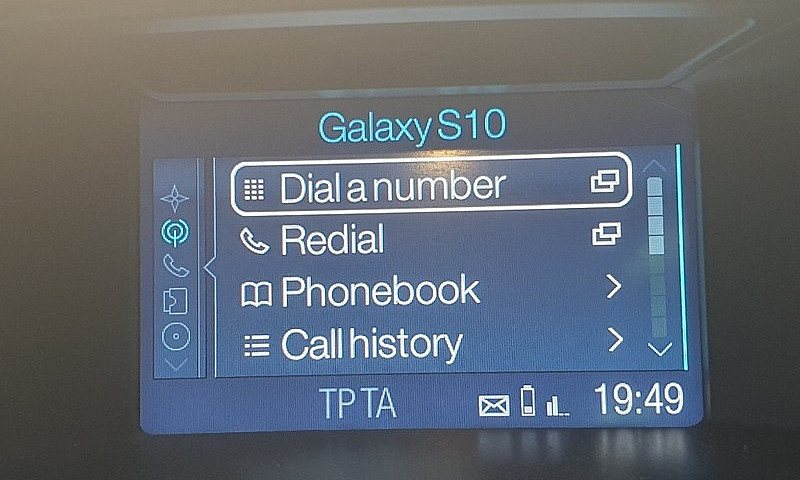 Galaxy S10
Dial a number
Redial
Phonebook
Call history
TP TA 19:49